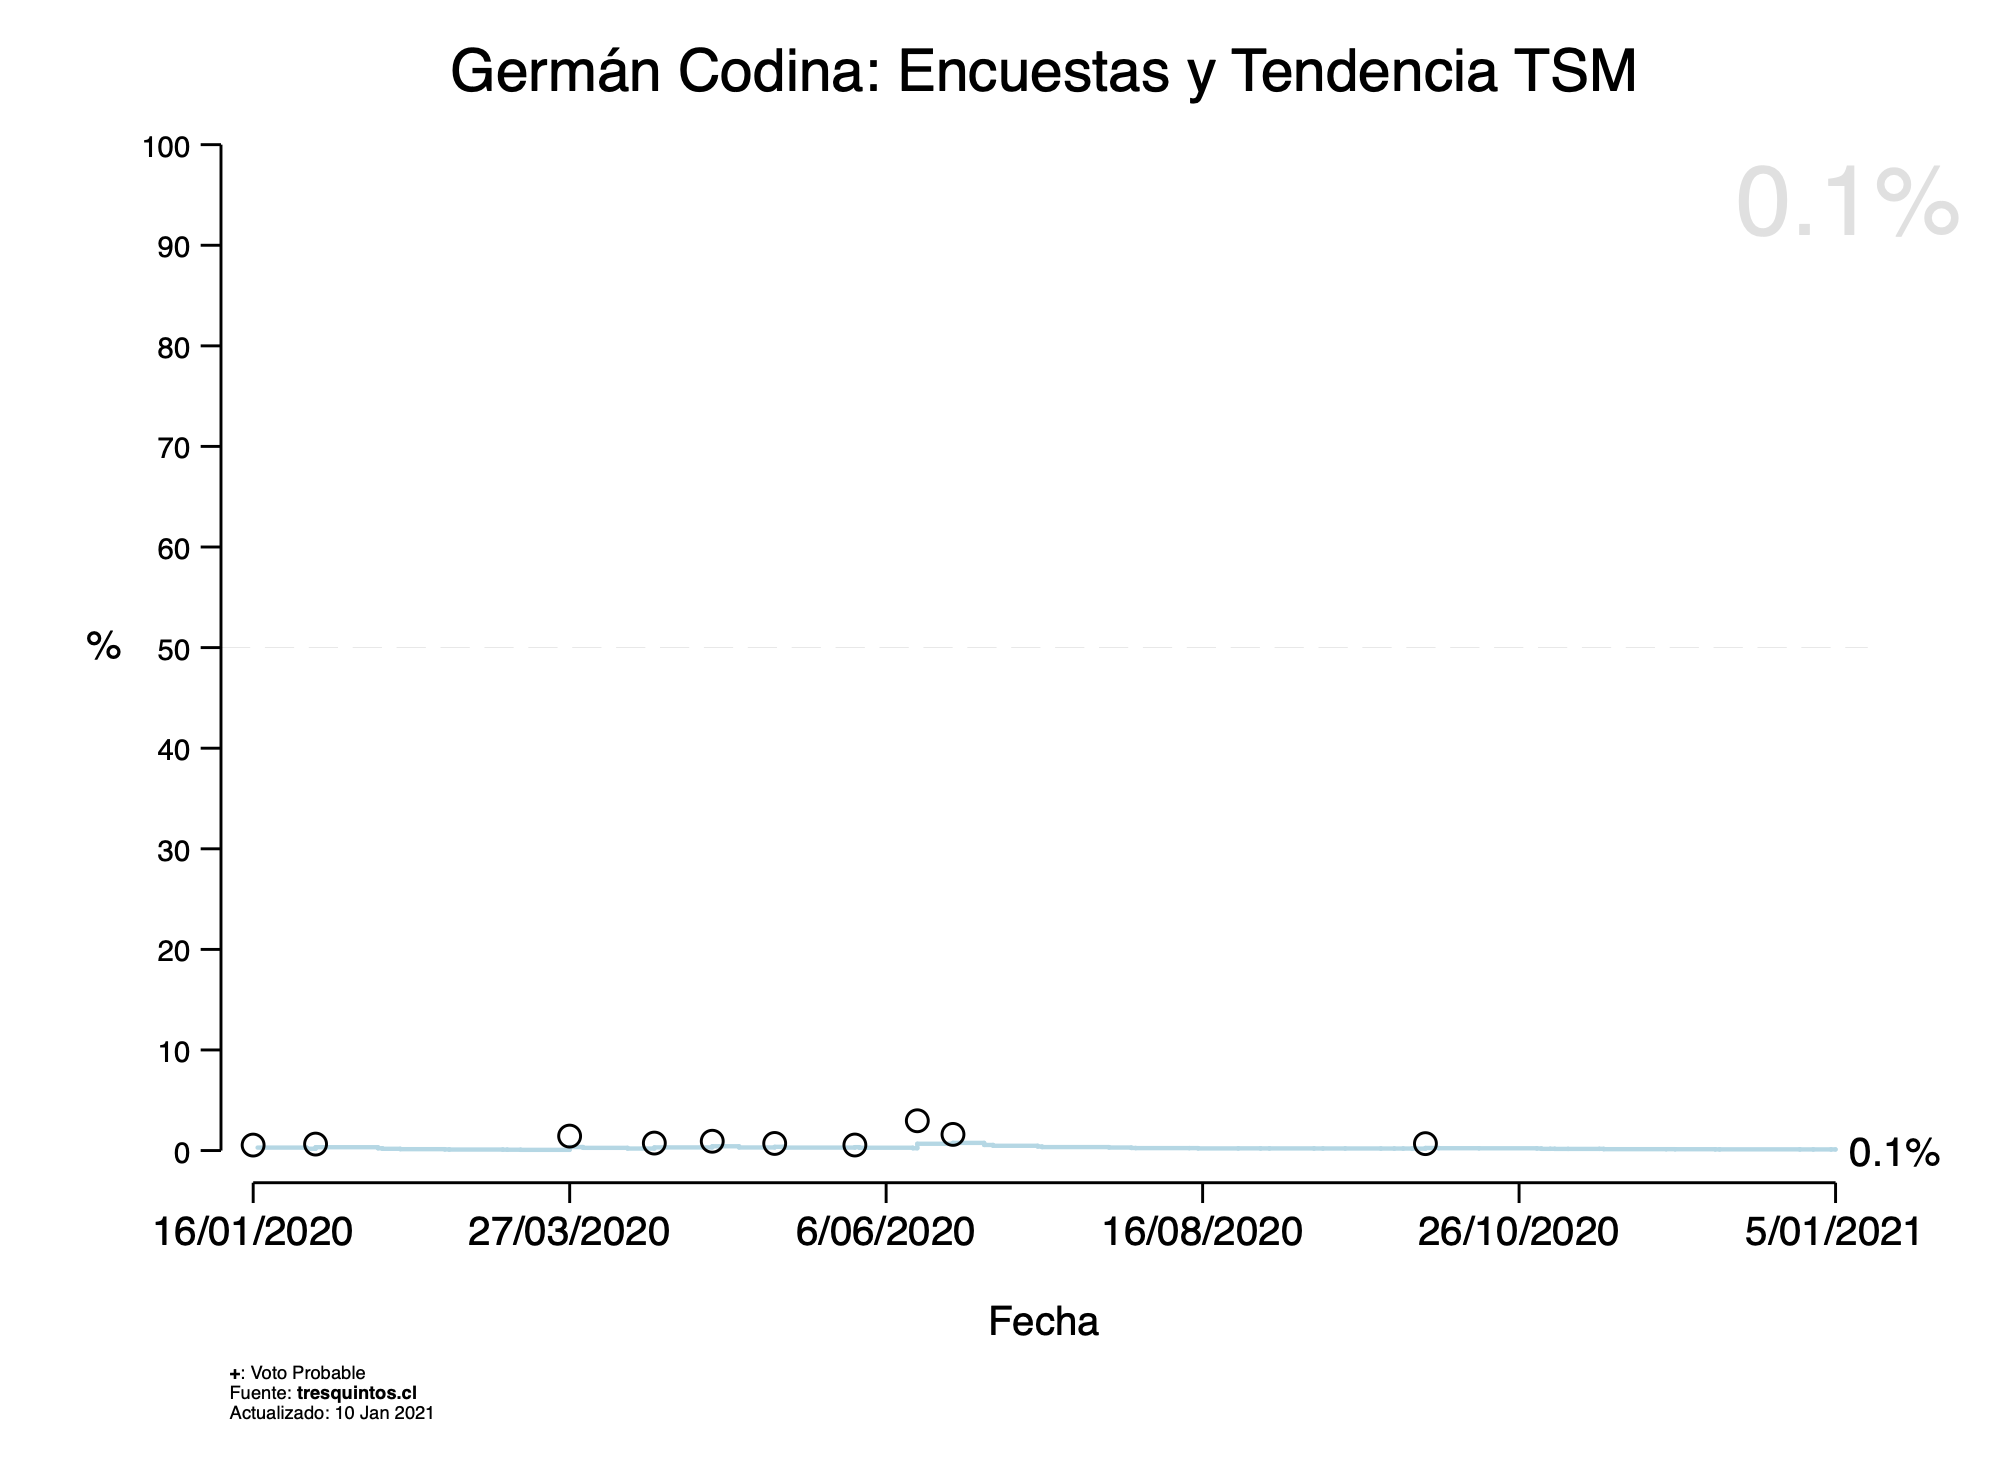 Germán Codina: Encuestas y Tendencia TSM
0.1%
100
90
80
70
60
% 50
40
30
20
10
0
0.1%
16/01/2020 27/03/2020 6/06/2020 16/08/2020 26/10/2020 5/01/2021
Fecha
+: Voto Probable
Fuente: tresquintos.cl
Actualizado: 10 Jan 2021